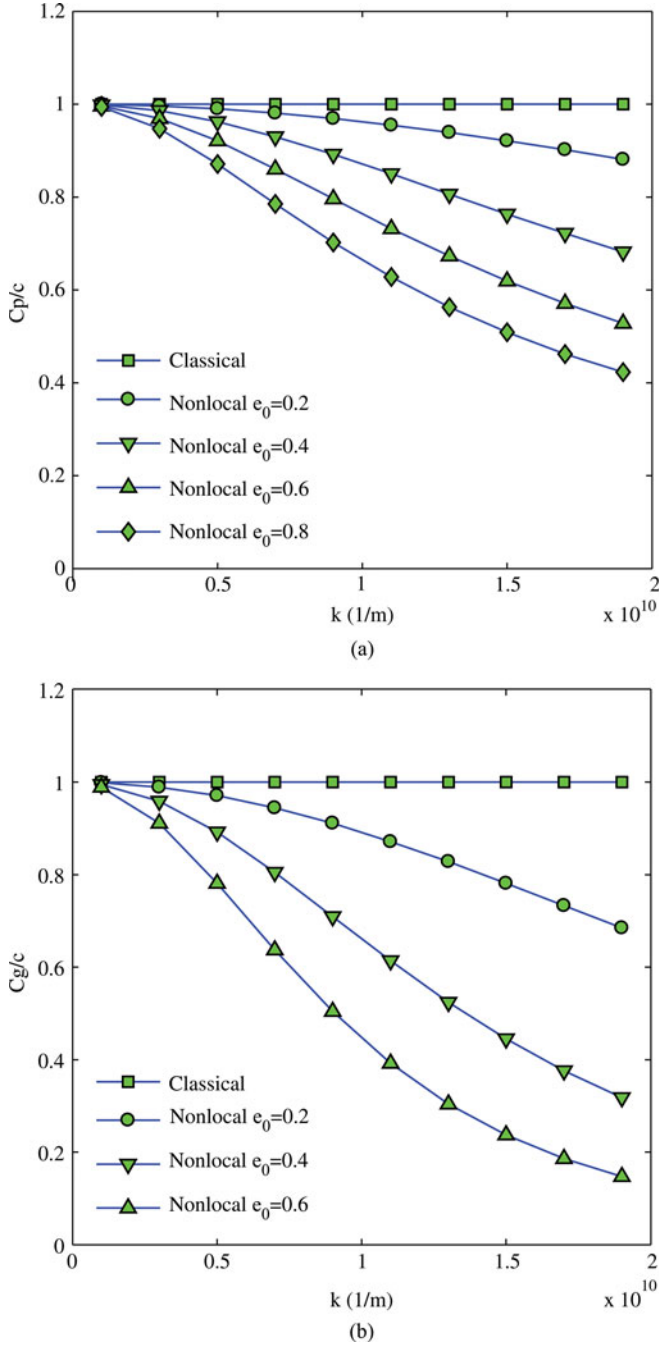 1.2
1
0.8
0.6
0.4
0.2
0
Cp/c
Classical
Nonlocal e0=0.2
Nonlocal e0=0.4
Nonlocal e0=0.6
Nonlocal e0=0.8
0 0.5 1 1.5 2
k (1/m)
x 10^10
(a)
1.2
1
0.8
0.6
0.4
0.2
0
Cg/c
Classical
Nonlocal e0=0.2
Nonlocal e0=0.4
Nonlocal e0=0.6
0 0.5 1 1.5 2
k (1/m)
x 10^10
(b)